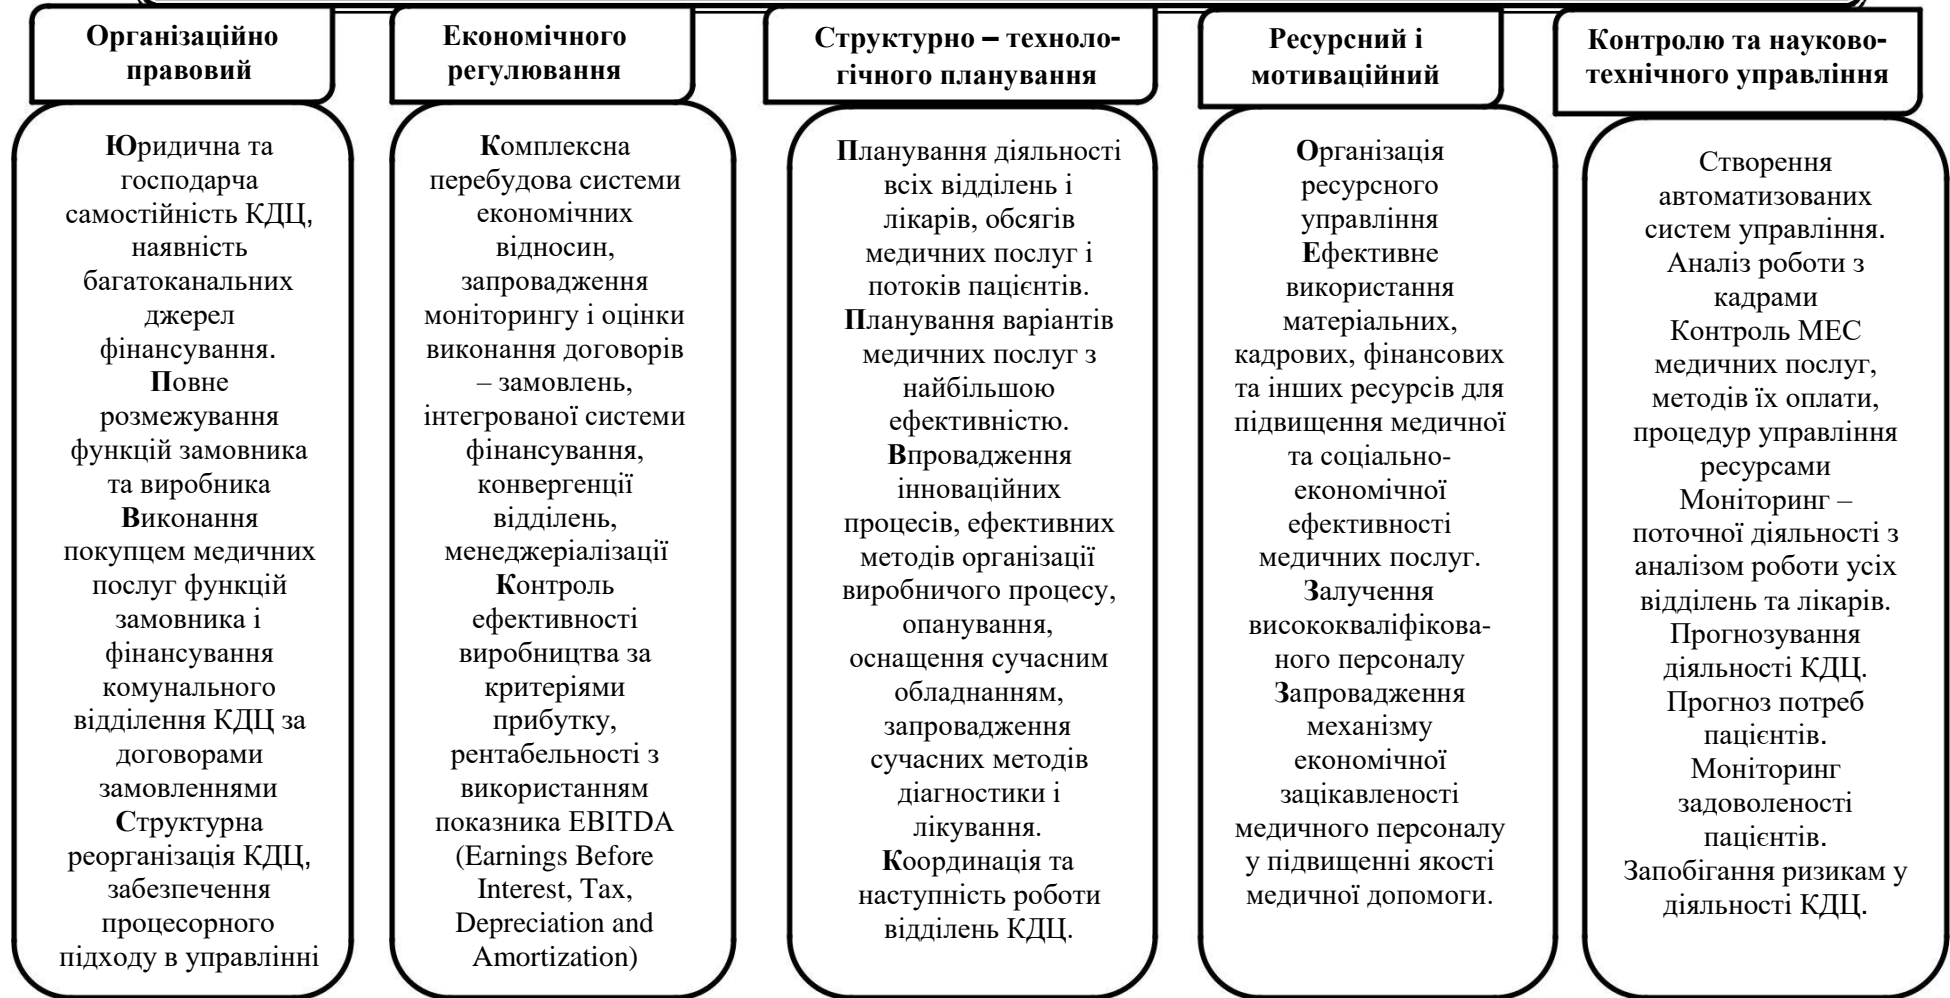 Організаційно
правовий
Юридична та
господарча
самостійність КДЦ,
наявність
багатоканальних
джерел
фінансування.
Повне
розмежування
функцій замовника
та виробника
Виконання
покупцем медичних
послуг функцій
замовника і
фінансування
комунального
відділення КДЦ за
договорами
замовленнями
Структурна
реорганізація КДЦ,
забезпечення
процесорного
підходу в управлінні
Економічного
регулювання
Комплексна
перебудова системи
економічних
відносин,
запровадження
моніторингу і оцінки
виконання договорів
– замовлень,
інтегрованої системи
фінансування,
конвергенції
відділень,
менеджеріалізації
Контроль
ефективності
виробництва за
критеріями
прибутку,
рентабельності з
використанням
показника EBITDA
(Earnings Before
Interest, Tax,
Depreciation and
Amortization)
Структурно – техноло-
гічного планування
Планування діяльності
всіх відділень і
лікарів, обсягів
медичних послуг і
потоків пацієнтів.
Планування варіантів
медичних послуг з
найбільшою
ефективністю.
Впровадження
інноваційних
процесів, ефективних
методів організації
виробничого процесу,
опанування,
оснащення сучасним
обладнанням,
запровадження
сучасних методів
діагностики і
лікування.
Координація та
наступність роботи
відділень КДЦ.
Ресурсний і
мотиваційний
Організація
ресурсного
управління
Ефективне
використання
матеріальних,
кадрових, фінансових
та інших ресурсів для
підвищення медичної
та соціально-
економічної
ефективності
медичних послуг.
Залучення
висококваліфікова-
ного персоналу
Запровадження
механізму
економічної
зацікавленості
медичного персоналу
у підвищенні якості
медичної допомоги.
Контролю та науково-
технічного управління
Створення
автоматизованих
систем управління.
Аналіз роботи з
кадрами
Контроль МЕС
медичних послуг,
методів їх оплати,
процедур управління
ресурсами
Моніторинг –
поточної діяльності з
аналізом роботи усіх
відділень та лікарів.
Прогнозування
діяльності КДЦ.
Прогноз потреб
пацієнтів.
Моніторинг
задоволеності
пацієнтів.
Запобігання ризикам у
діяльності КДЦ.